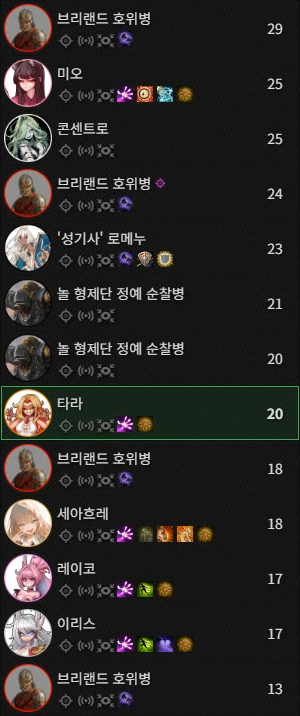 브리랜드 호위병
29
미오
25
콘센트로
25
브리랜드 호위병
24
'성기사' 로메누
23
놀 형제단 정예 순찰병
21
놀 형제단 정예 순찰병
20
타라
20
브리랜드 호위병
18
세아흐레
18
레이코
17
이리스
17
브리랜드 호위병
13